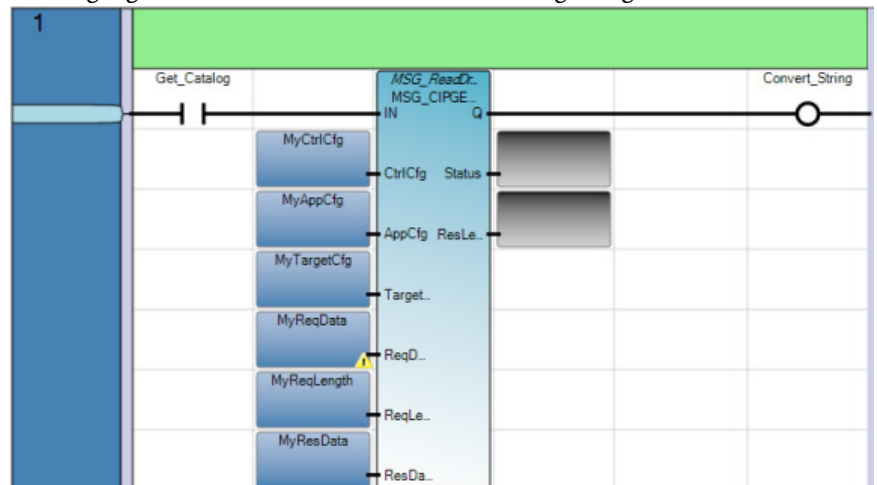 1
Get_Catalog
MSG_ReadDr...
Convert_String
MSG_CIPGE...
IN
Q
MyCtrlCfg
CtrlCfg
Status
MyAppCfg
AppCfg
ResLe...
MyTargetCfg
Target...
MyReqData
ReqD...
MyReqLength
ReqLe...
MyResData
ResDa...